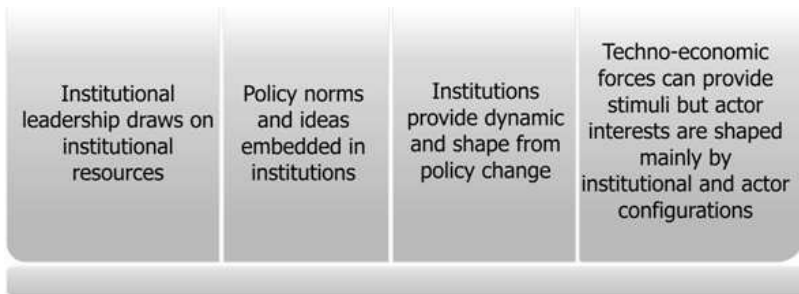 Institutional
leadership draws on
institutional
resources
Policy norms
and ideas
embedded in
institutions
Institutions
provide dynamic
and shape from
policy change
Techno-economic
forces can provide
stimuli but actor
interests are shaped
mainly by
institutional and actor
configurations